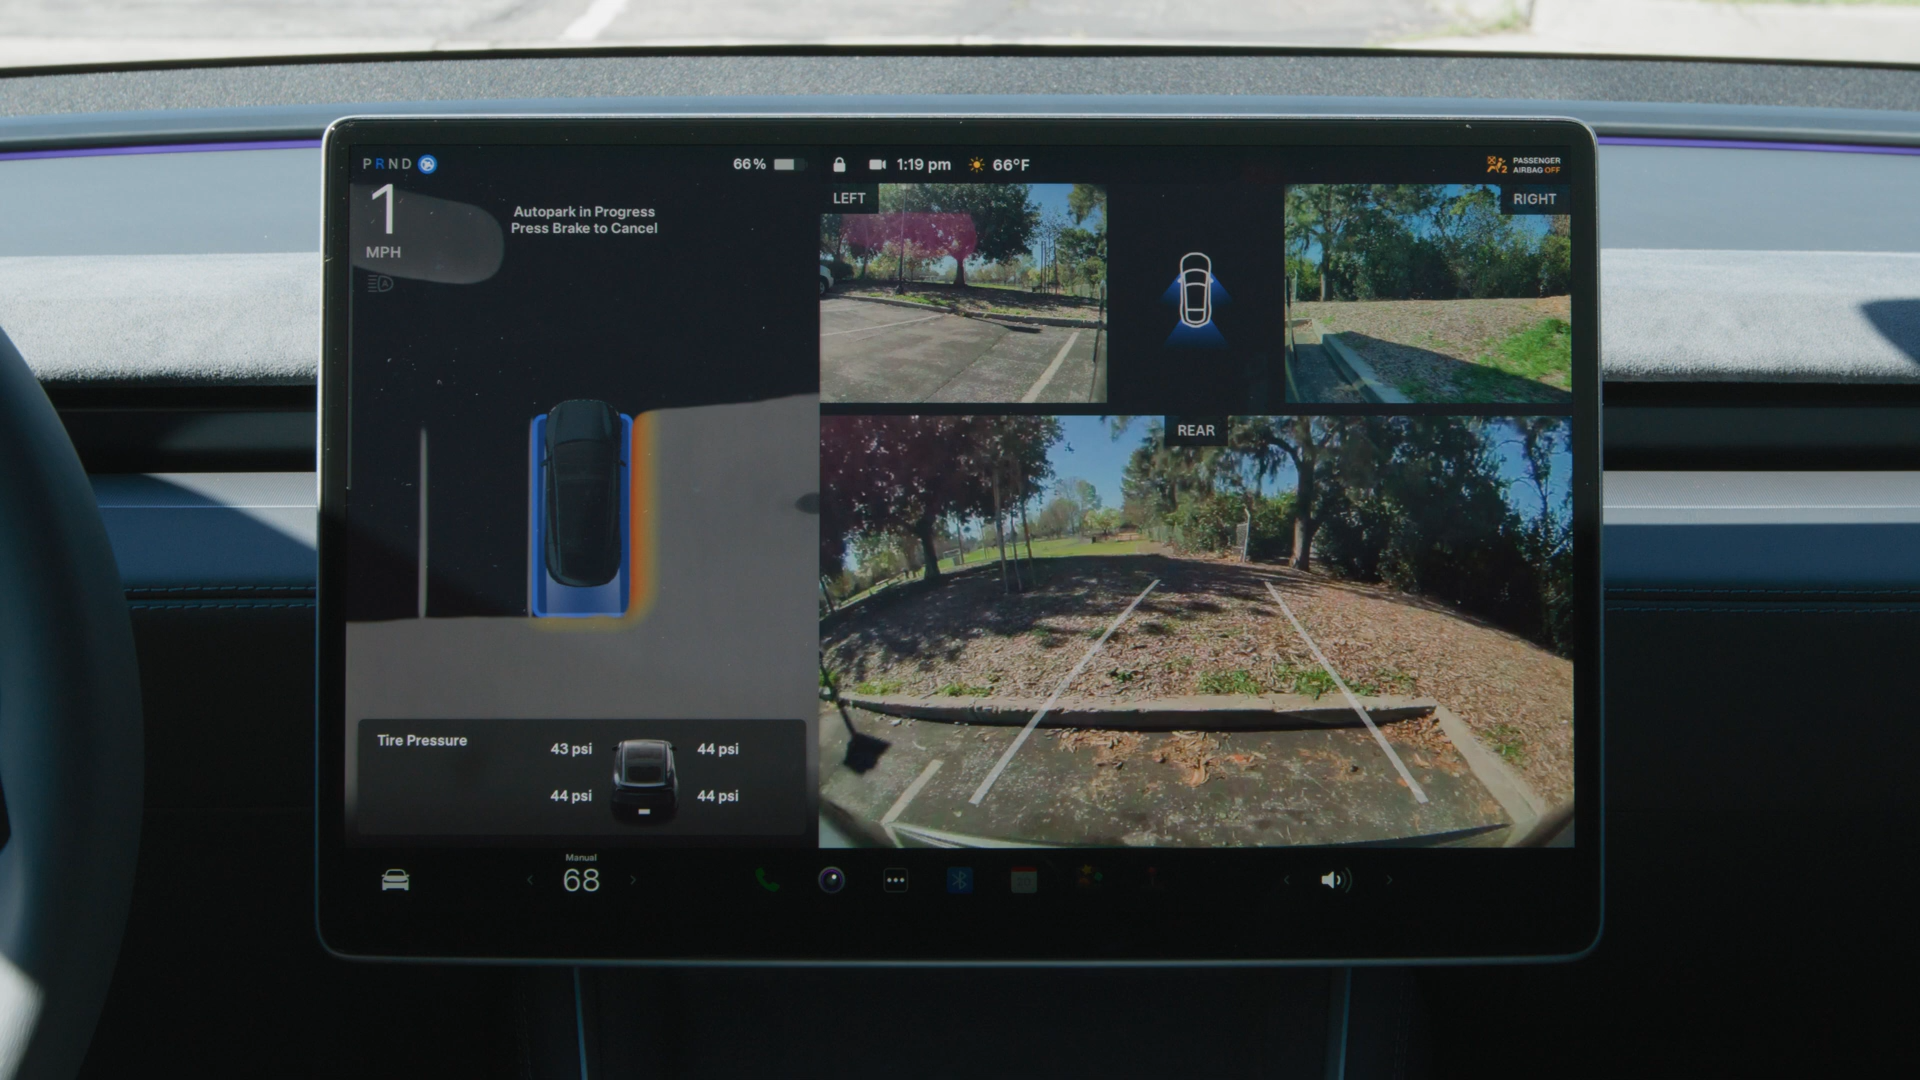 PRND
66%
1:19 pm
66°F
PASSENGER
AIRBAG OFF
1
MPH
Autopark in Progress
Press Brake to Cancel
LEFT
RIGHT
REAR
Tire Pressure
43 psi
44 psi
44 psi
44 psi
Manual
68